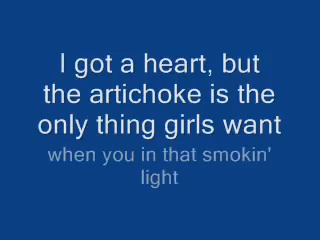 I got a heart, but
the artichoke is the
only thing girls want
when you in that smokin'
light